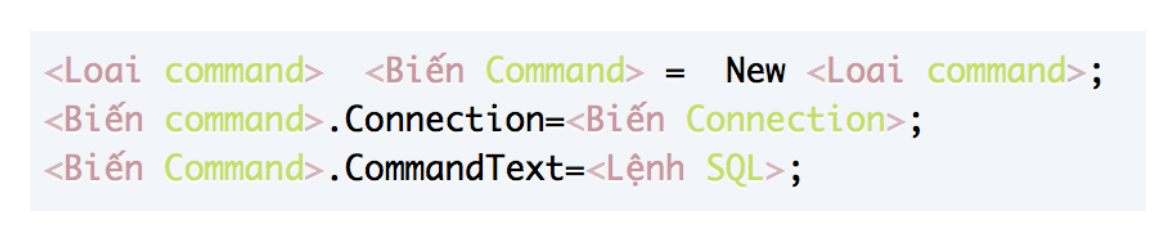 <Loai command>  <Biến Command> =  New <Loai command>;
<Biến command>.Connection=<Biến Connection>;
<Biến Command>.CommandText=<Lệnh SQL>;